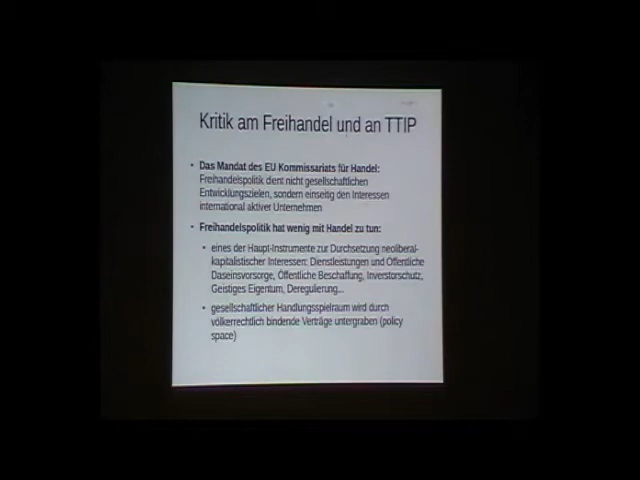 Kritik am Freihandel und an TTIP
• Das Mandat des EU Kommissariats für Handel:
Freihandelspolitik dient nicht gesellschaftlichen
Entwicklungszielen, sondern einseitig den Interessen
international aktiver Unternehmen
• Freihandelspolitik hat wenig mit Handel zu tun:
• eines der Haupt-Instrumente zur Durchsetzung neoliberal-
kapitalistischer Interessen: Dienstleistungen und Öffentliche
Daseinsvorsorge, Öffentliche Beschaffung, Inverstorschutz,
Geistiges Eigentum, Deregulierung...
• gesellschaftlicher Handlungsspielraum wird durch
völkerrechtlich bindende Verträge untergraben (policy
space)